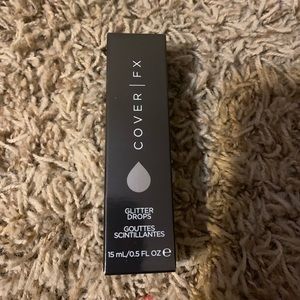 COVER | FX
GLITTER
DROPS
GOUTTES
SCINTILLANTES
15 mL/0.5 FL OZ ℮